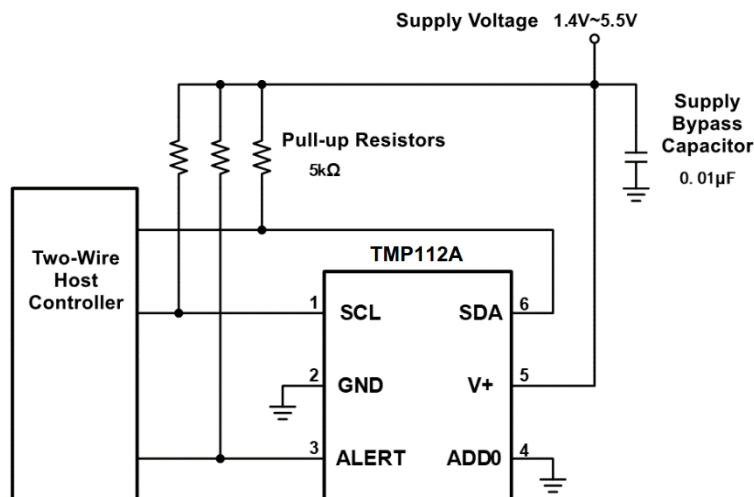 Supply Voltage 1.4V~5.5V
Supply
Bypass
Capacitor
0.01µF
Pull-up Resistors
5kΩ
Two-Wire
Host
Controller
TMP112A
1 SCL SDA 6
2 GND V+ 5
3 ALERT ADD0 4